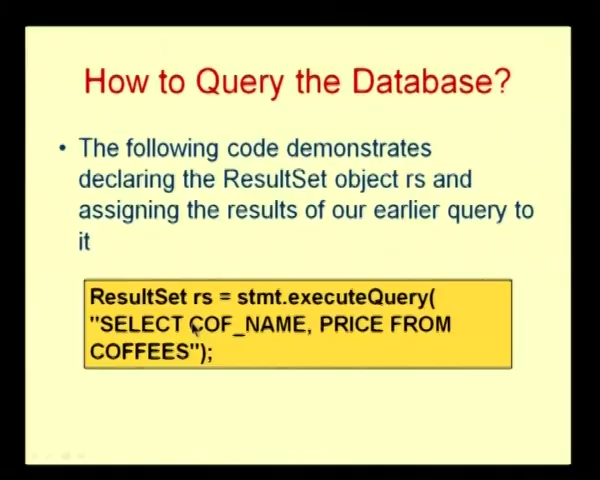 How to Query the Database?
• The following code demonstrates
declaring the ResultSet object rs and
assigning the results of our earlier query to
it
ResultSet rs = stmt.executeQuery(
"SELECT COF_NAME, PRICE FROM
COFFEES");